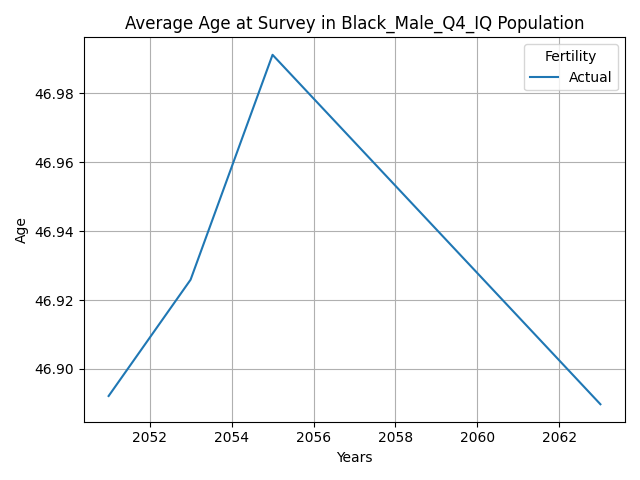 Average Age at Survey in Black_Male_Q4_IQ Population
Fertility
Actual
46.98
46.96
46.94
46.92
46.90
Age
2052 2054 2056 2058 2060 2062
Years